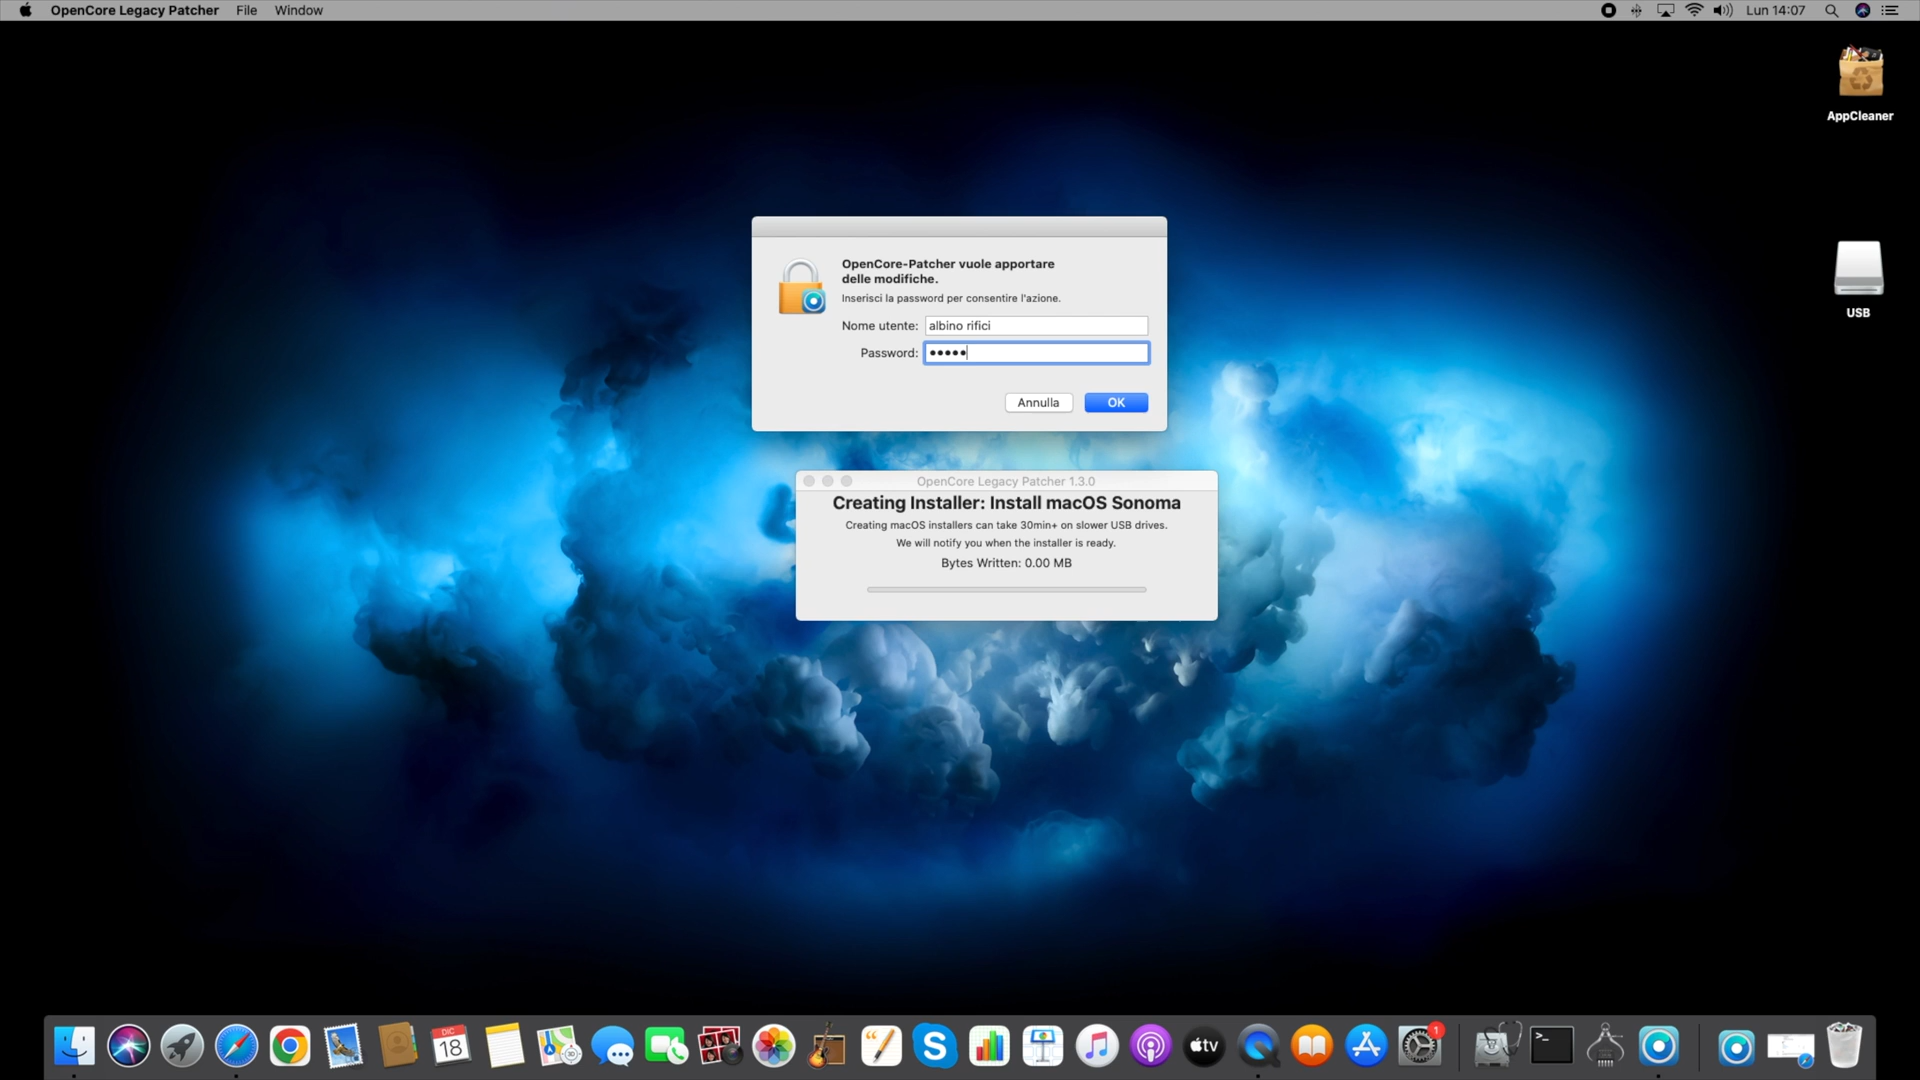 OpenCore Legacy Patcher File Window
Lun 14:07
AppCleaner
USB
OpenCore-Patcher vuole apportare
delle modifiche.
Inserisci la password per consentire l'azione.
Nome utente: albino rifici
Password: •••••
Annulla OK
OpenCore Legacy Patcher 1.3.0
Creating Installer: Install macOS Sonoma
Creating macOS installers can take 30min+ on slower USB drives.
We will notify you when the installer is ready.
Bytes Written: 0.00 MB
DIC
18
tv
1